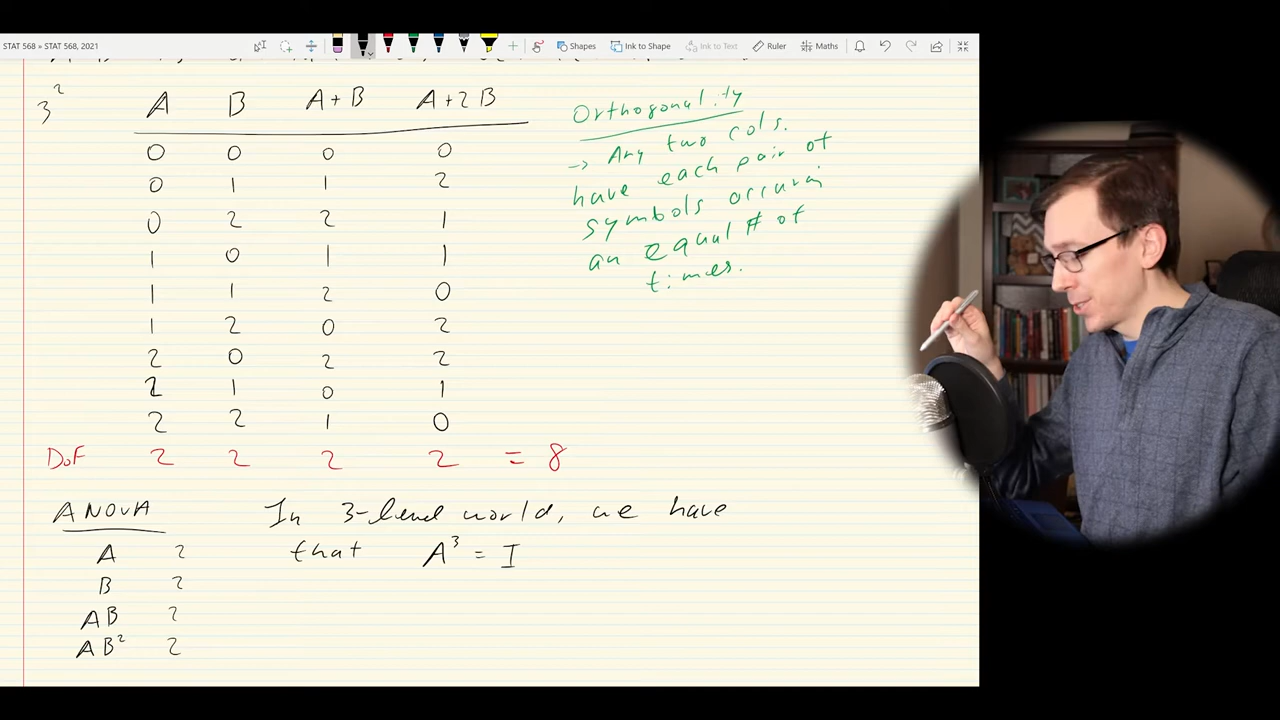 STAT 568 » STAT 568, 2021
Shapes Ink to Shape Ink to Text Ruler Maths
3² A B A+B A+2B
0 0 0 0
0 1 1 2
0 2 2 1
1 0 1 1
1 1 2 0
1 2 0 2
2 0 2 2
2 1 0 1
2 2 1 0
DoF 2 2 2 2 = 8
Orthogonality
→ Any two cols.
have each pair of
symbols occuring
an equal # of
times.
ANOVA
A 2
B 2
AB 2
AB² 2
In 3-level world, we have
that A³ = I